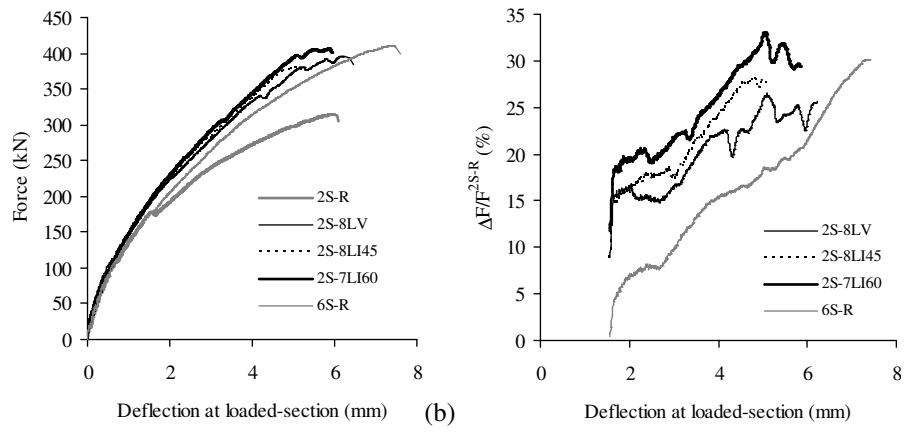 450
400
350
300
250
200
150
100
50
0
Force (kN)
2S-R
2S-8LV
2S-8LI45
2S-7LI60
6S-R
0 2 4 6 8
Deflection at loaded-section (mm)
(b)
35
30
25
20
15
10
5
0
ΔF/F^{2S-R} (%)
2S-8LV
2S-8LI45
2S-7LI60
6S-R
0 2 4 6 8
Deflection at loaded-section (mm)